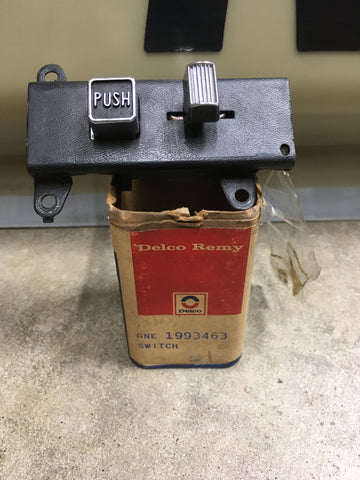 PUSH
Delco Remy
Delco
ONE 1993463
SWITCH